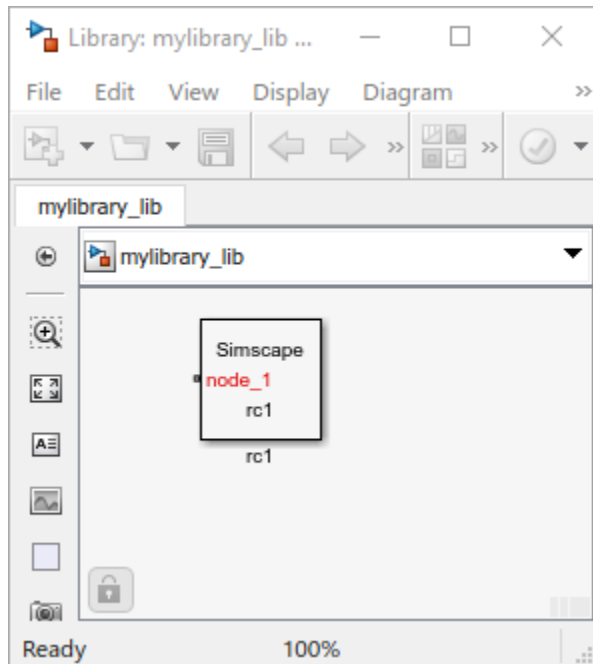 Library: mylibrary_lib ...
File Edit View Display Diagram »
» »
mylibrary_lib
mylibrary_lib
Simscape
node_1
rc1
rc1
A
Ready 100%